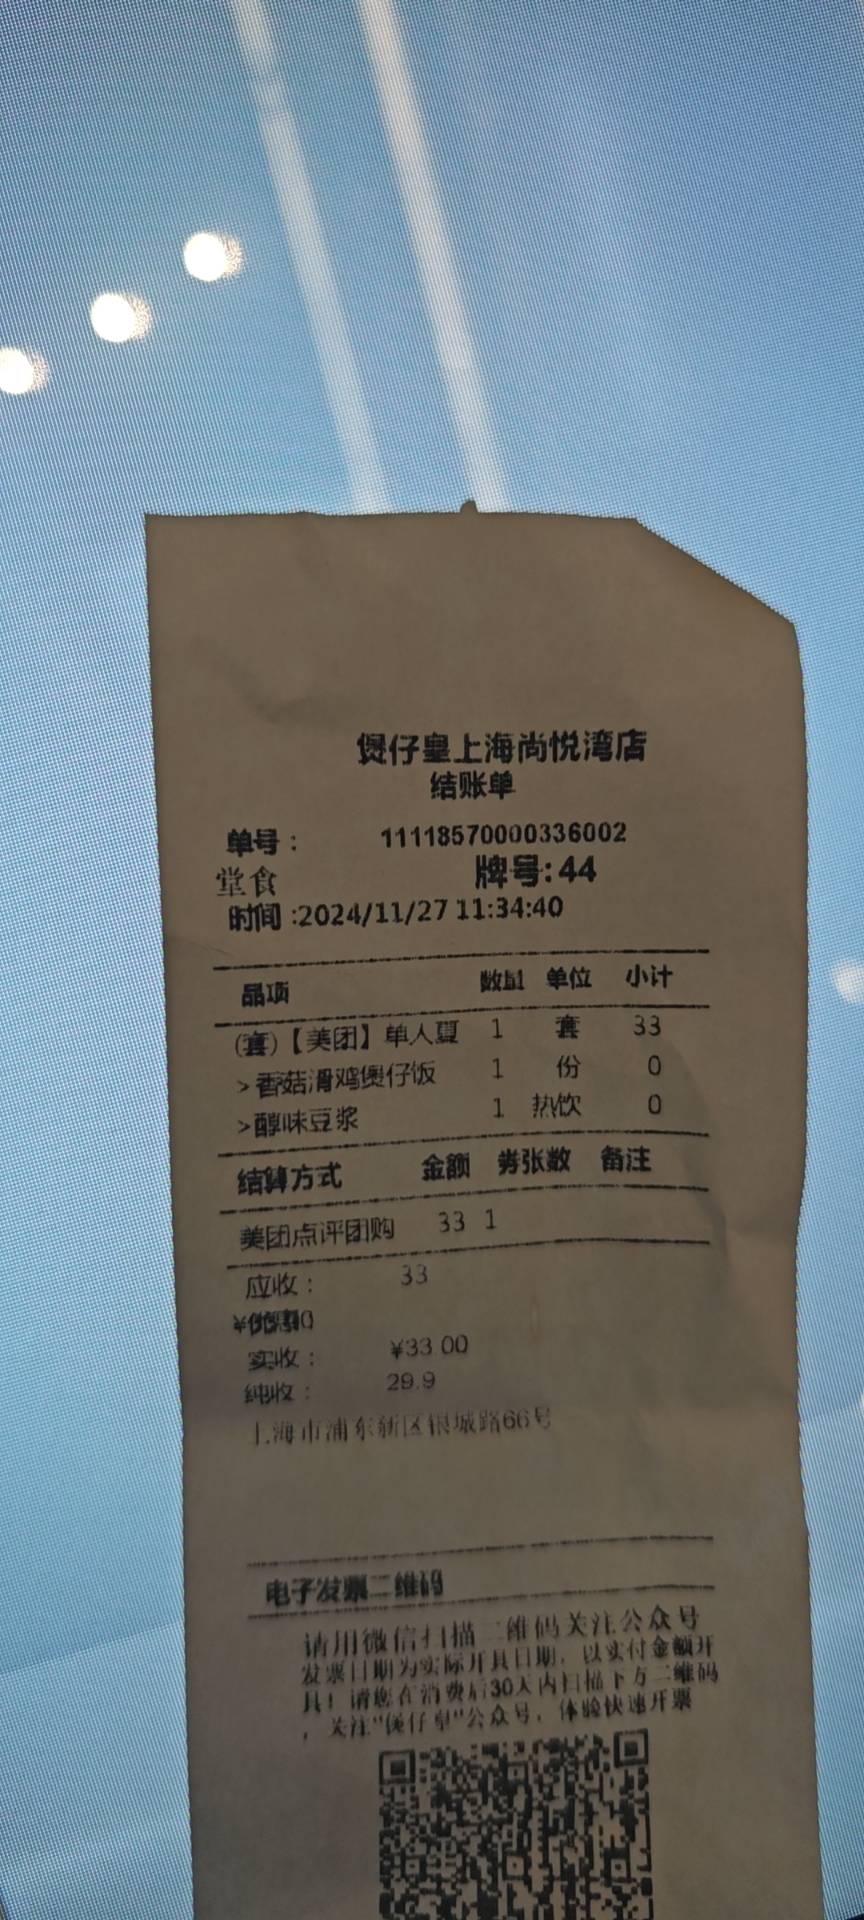 煲仔皇上海尚悦湾店
结账单
单号： 11118570000336002
堂食 牌号:44
时间:2024/11/27 11:34:40
品项 数量 单位 小计
(套)【美团】单人夏 1 套 33
>香菇滑鸡煲仔饭 1 份 0
>醇味豆浆 1 热饮 0
结算方式 金额 券张数 备注
美团点评团购 33 1
应收： 33
实收： ¥33.00
纯收： 29.9
上海市浦东新区银城路66号
电子发票二维码
请用微信扫描二维码关注公众号
发票日期为实际开具日期，以实付金额开
具！请您在消费后30天内扫描下方二维码
，关注"煲仔皇"公众号，体验快速开票